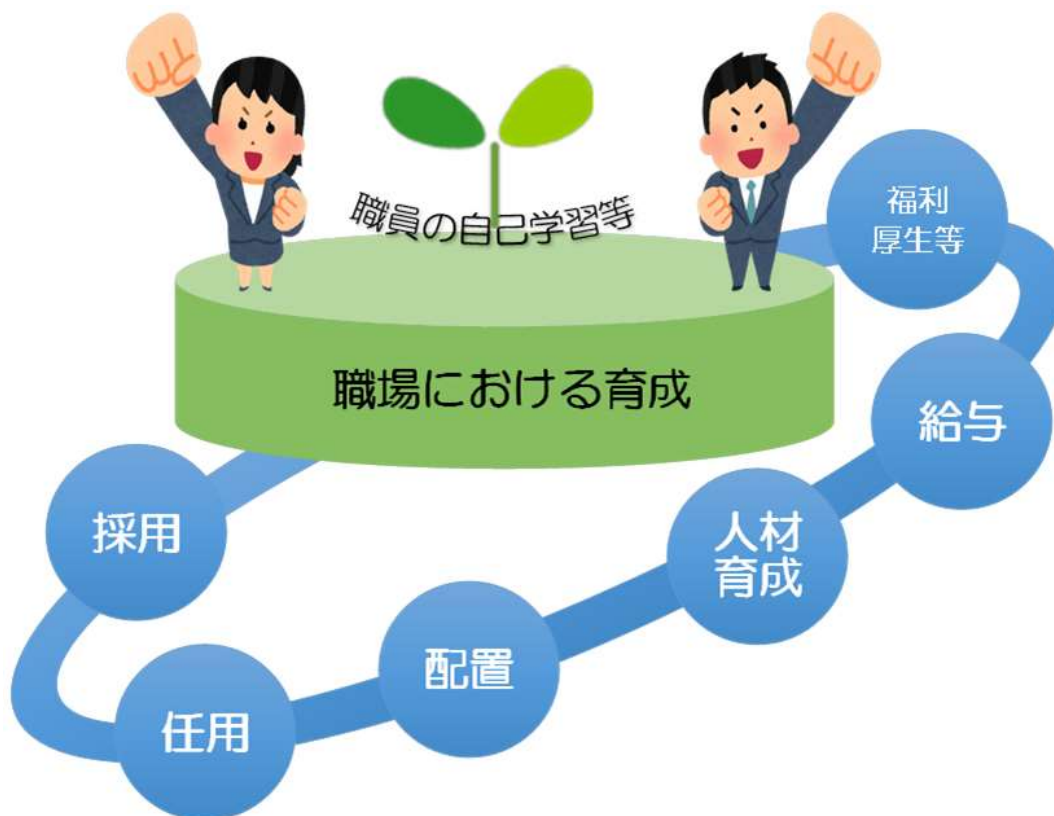 職員の自己学習等
職場における育成
福利
厚生等
給与
人材
育成
配置
任用
採用